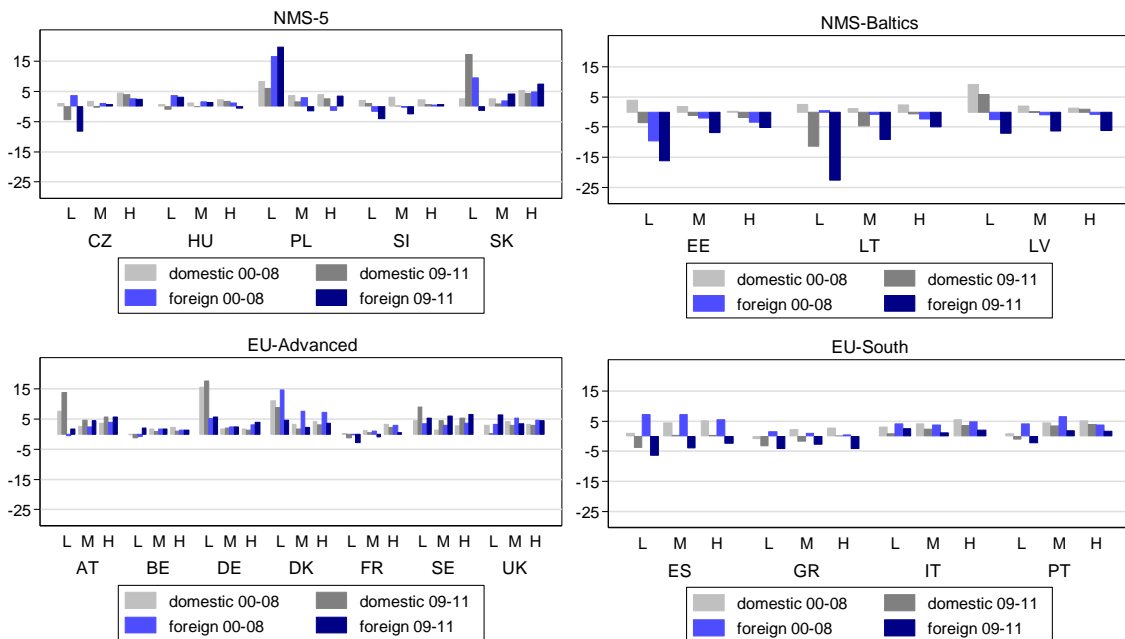 NMS-5
15
5
-5
-15
-25
L M H L M H L M H L M H L M H
CZ HU PL SI SK
domestic 00-08 domestic 09-11
foreign 00-08 foreign 09-11
NMS-Baltics
15
5
-5
-15
-25
L M H L M H L M H
EE LT LV
domestic 00-08 domestic 09-11
foreign 00-08 foreign 09-11
EU-Advanced
15
5
-5
-15
-25
L M H L M H L M H L M H L M H L M H L M H
AT BE DE DK FR SE UK
domestic 00-08 domestic 09-11
foreign 00-08 foreign 09-11
EU-South
15
5
-5
-15
-25
L M H L M H L M H L M H
ES GR IT PT
domestic 00-08 domestic 09-11
foreign 00-08 foreign 09-11